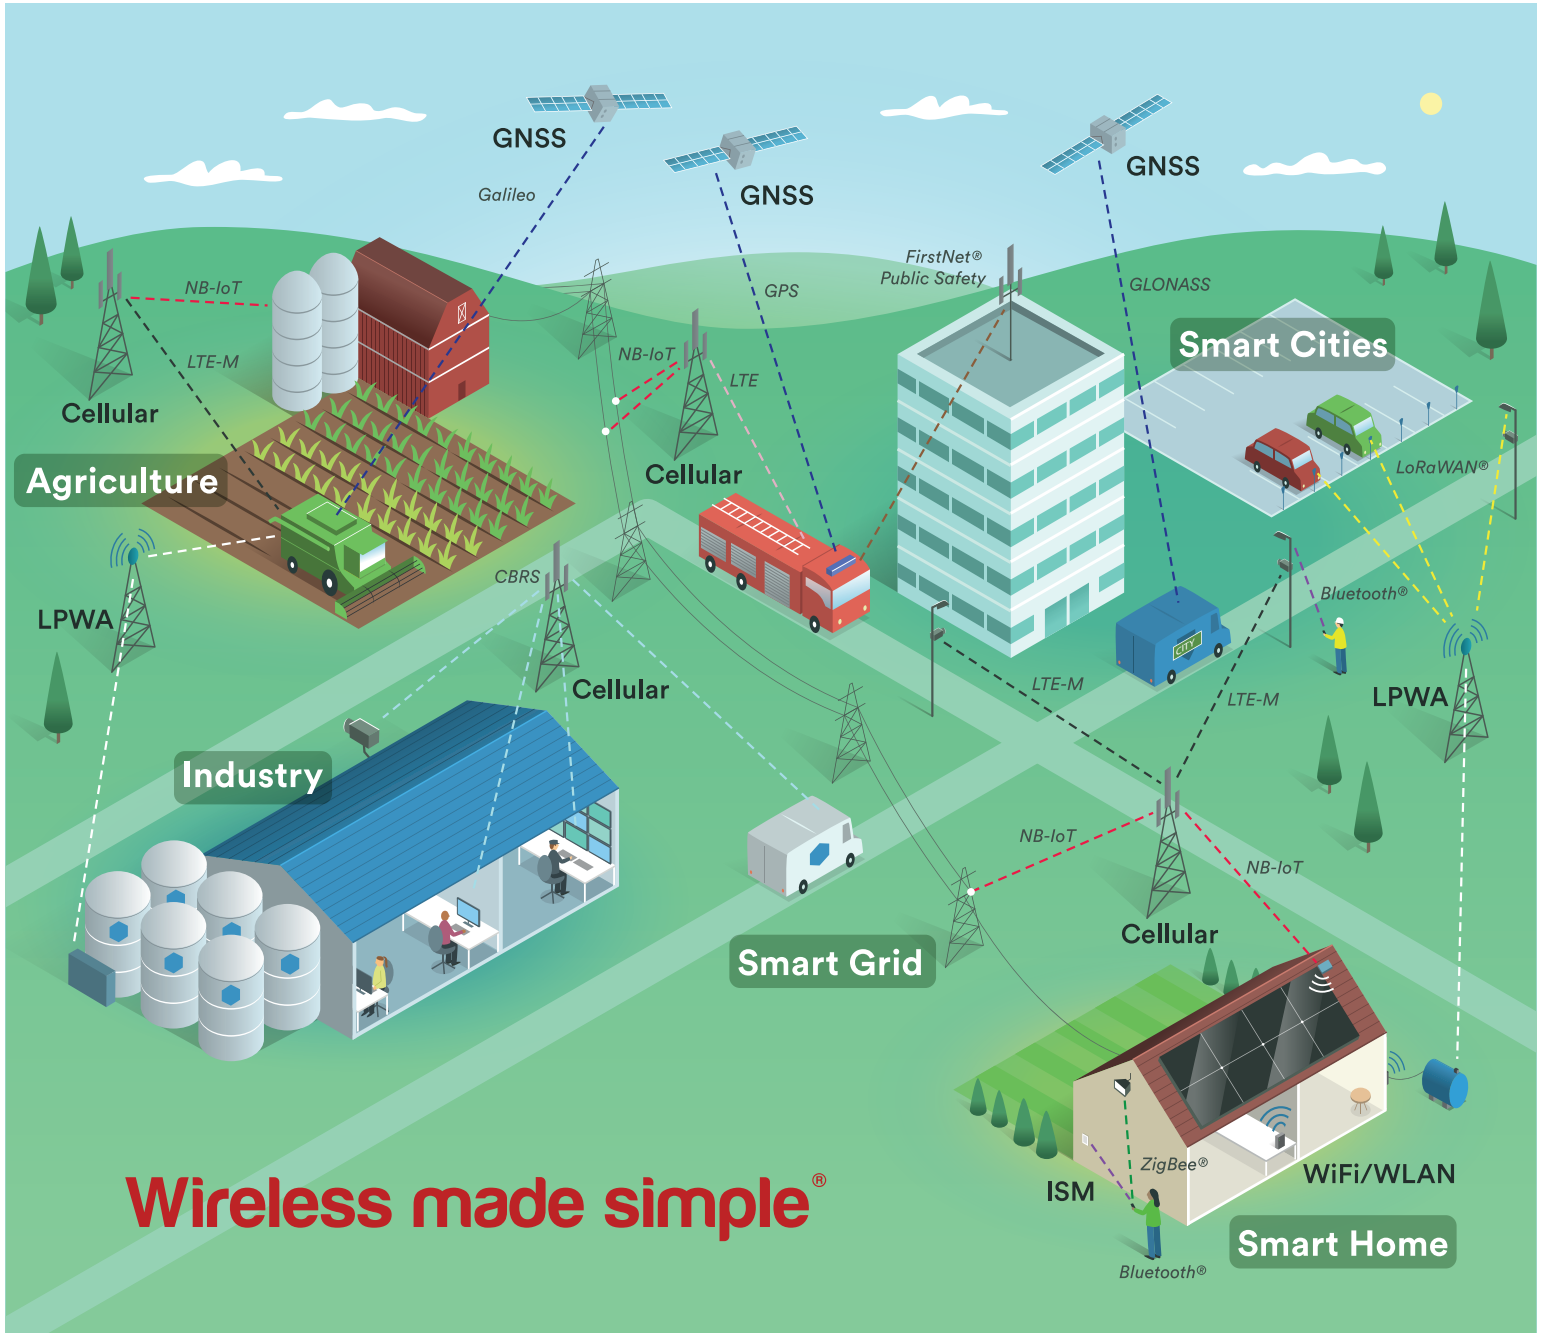 GNSS
GNSS
GNSS
Galileo
FirstNet®
Public Safety
NB-IoT
GPS
GLONASS
Smart Cities
NB-IoT
LTE-M
LTE
Cellular
Cellular
Agriculture
LoRaWAN®
CBRS
Bluetooth®
LPWA
CITY
Cellular
LTE-M
LTE-M
LPWA
Industry
NB-IoT
NB-IoT
Cellular
Smart Grid
ZigBee®
WiFi/WLAN
ISM
Wireless made simple®
Smart Home
Bluetooth®